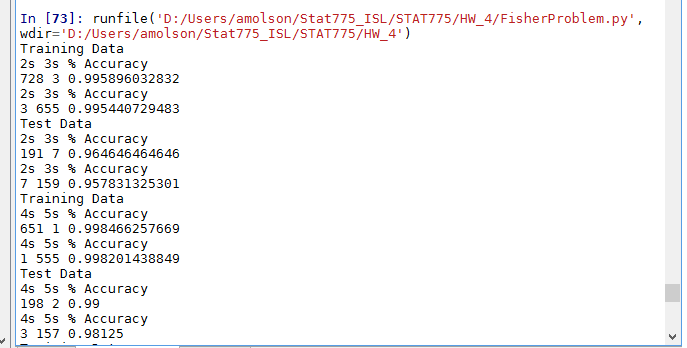 In [73]: runfile('D:/Users/amolson/Stat775_ISL/STAT775/HW_4/FisherProblem.py',
wdir='D:/Users/amolson/Stat775_ISL/STAT775/HW_4')
Training Data
2s 3s % Accuracy
728 3 0.995896032832
2s 3s % Accuracy
3 655 0.995440729483
Test Data
2s 3s % Accuracy
191 7 0.964646464646
2s 3s % Accuracy
7 159 0.957831325301
Training Data
4s 5s % Accuracy
651 1 0.998466257669
4s 5s % Accuracy
1 555 0.998201438849
Test Data
4s 5s % Accuracy
198 2 0.99
4s 5s % Accuracy
3 157 0.98125